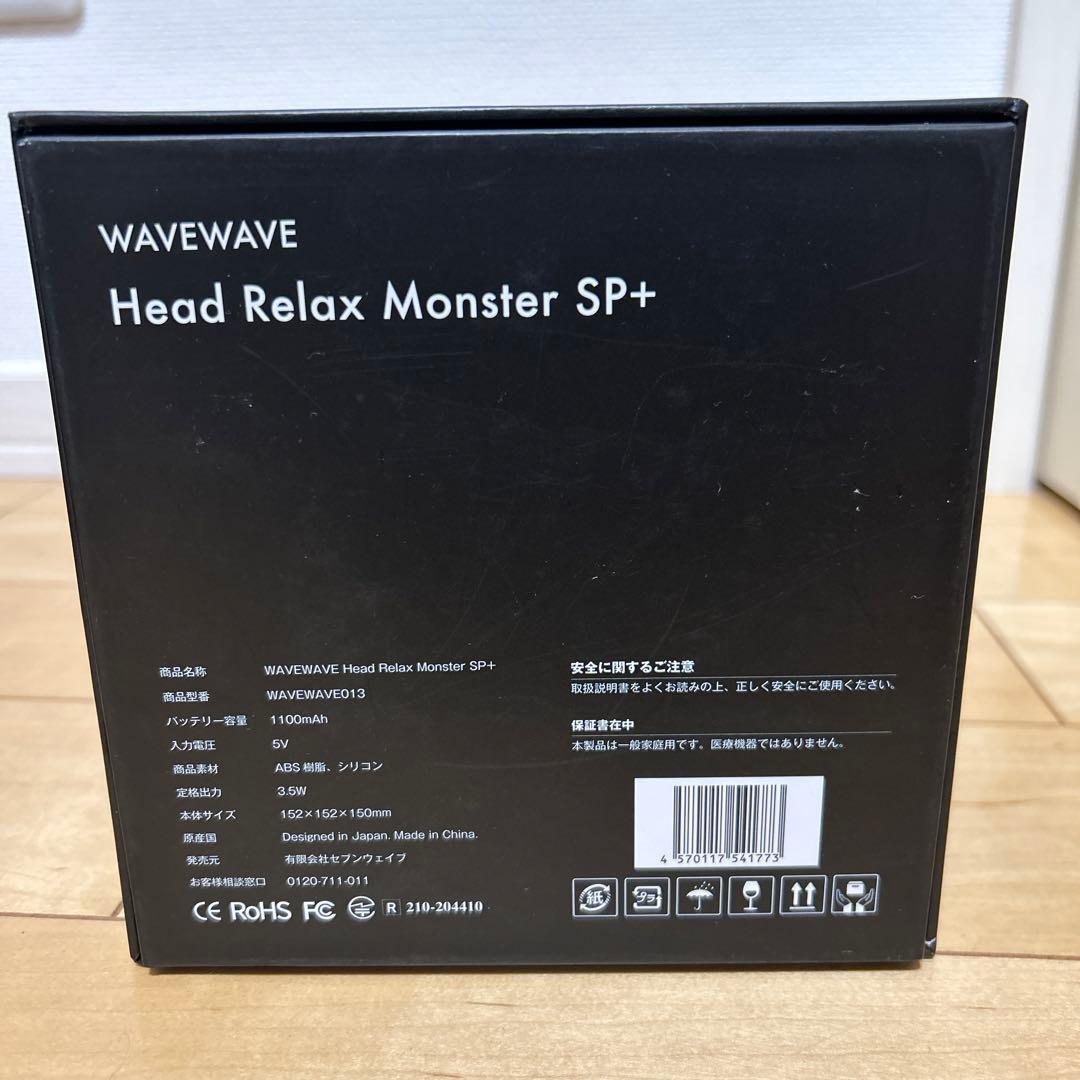 WAVEWAVE
Head Relax Monster SP+
商品名称 WAVEWAVE Head Relax Monster SP+
商品型番 WAVEWAVE013
バッテリー容量 1100mAh
入力電圧 5V
商品素材 ABS 樹脂、シリコン
定格出力 3.5W
本体サイズ 152×152×150mm
原産国 Designed in Japan. Made in China.
発売元 有限会社セブンウェイブ
お客様相談窓口 0120-711-011
CE RoHS FC R 210-204410
安全に関するご注意
取扱説明書をよくお読みの上、正しく安全にご使用ください。
保証書在中
本製品は一般家庭用です。医療機器ではありません。
4 570117 541773
紙 プラ